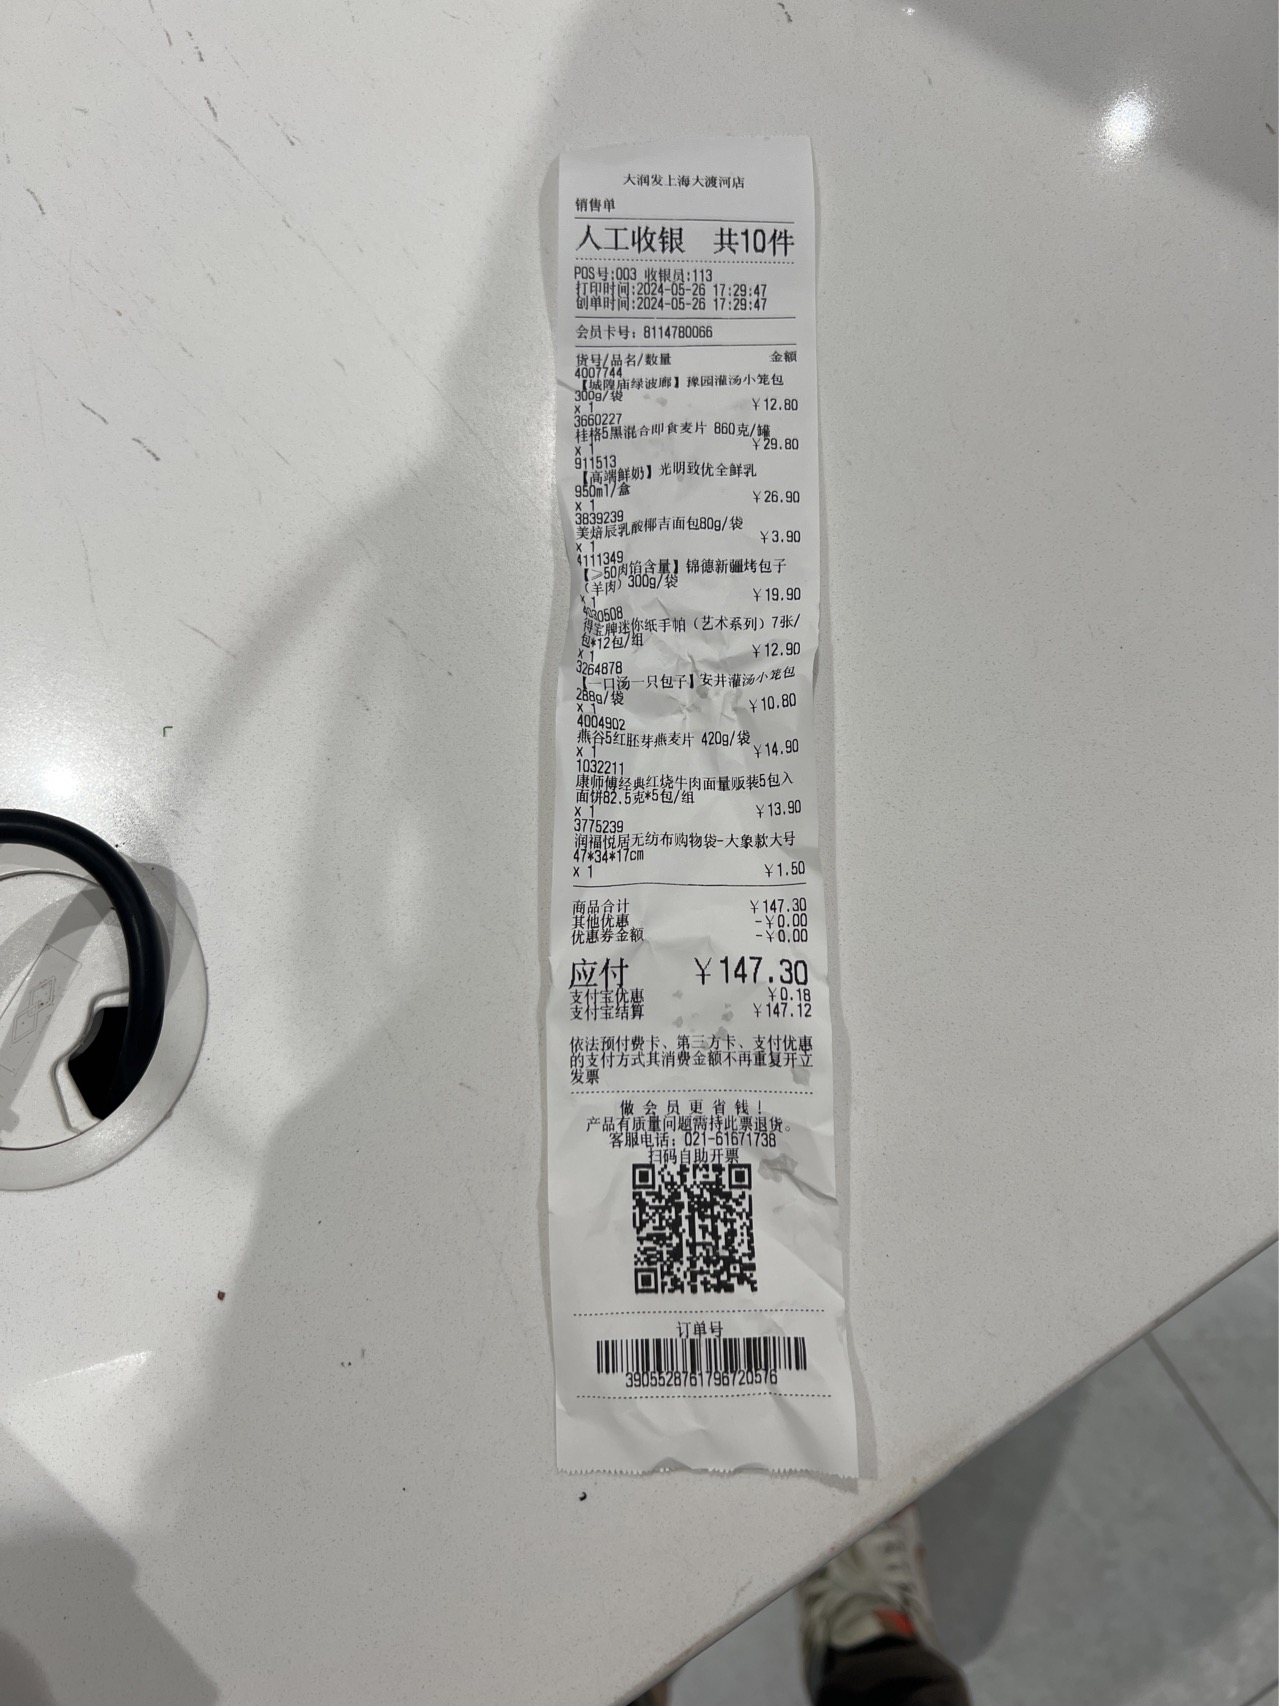 大润发上海大渡河店
销售单
人工收银 共10件
POS号:003 收银员:113
打印时间:2024-05-26 17:29:47
创单时间:2024-05-26 17:29:47
会员卡号: 8114780066
货号/品名/数量 金额
4007744
【城隍庙绿波廊】豫园灌汤小笼包
300g/袋
x 1 ¥12.80
3660227
桂格5黑混合即食麦片 860克/罐
x 1 ¥29.80
911513
【高端鲜奶】光明致优全鲜乳
950ml/盒
x 1 ¥26.90
3839239
美焙辰乳酸椰吉面包80g/袋
x 1 ¥3.90
4111349
【≥50肉馅含量】锦德新疆烤包子
(羊肉) 300g/袋
x 1 ¥19.90
4030508
得宝牌迷你纸手帕(艺术系列)7张/
包*12包/组
x 1 ¥12.90
3264878
【一口汤一只包子】安井灌汤小笼包
288g/袋
x 1 ¥10.80
4004902
燕谷5红胚芽燕麦片 420g/袋
x 1 ¥14.90
1032211
康师傅经典红烧牛肉面量贩装5包入
面饼82.5克*5包/组
x 1 ¥13.90
3775239
润福悦居无纺布购物袋-大象款大号
47*34*17cm
x 1 ¥1.50
商品合计 ¥147.30
其他优惠 -¥0.00
优惠券金额 -¥0.00
应付 ¥147.30
支付宝优惠 ¥0.18
支付宝结算 ¥147.12
依法预付费卡、第三方卡、支付优惠
的支付方式其消费金额不再重复开立
发票
做会员更省钱!
产品有质量问题需持此票退货。
客服电话: 021-61671738
扫码自助开票
订单号
3905528761796720576